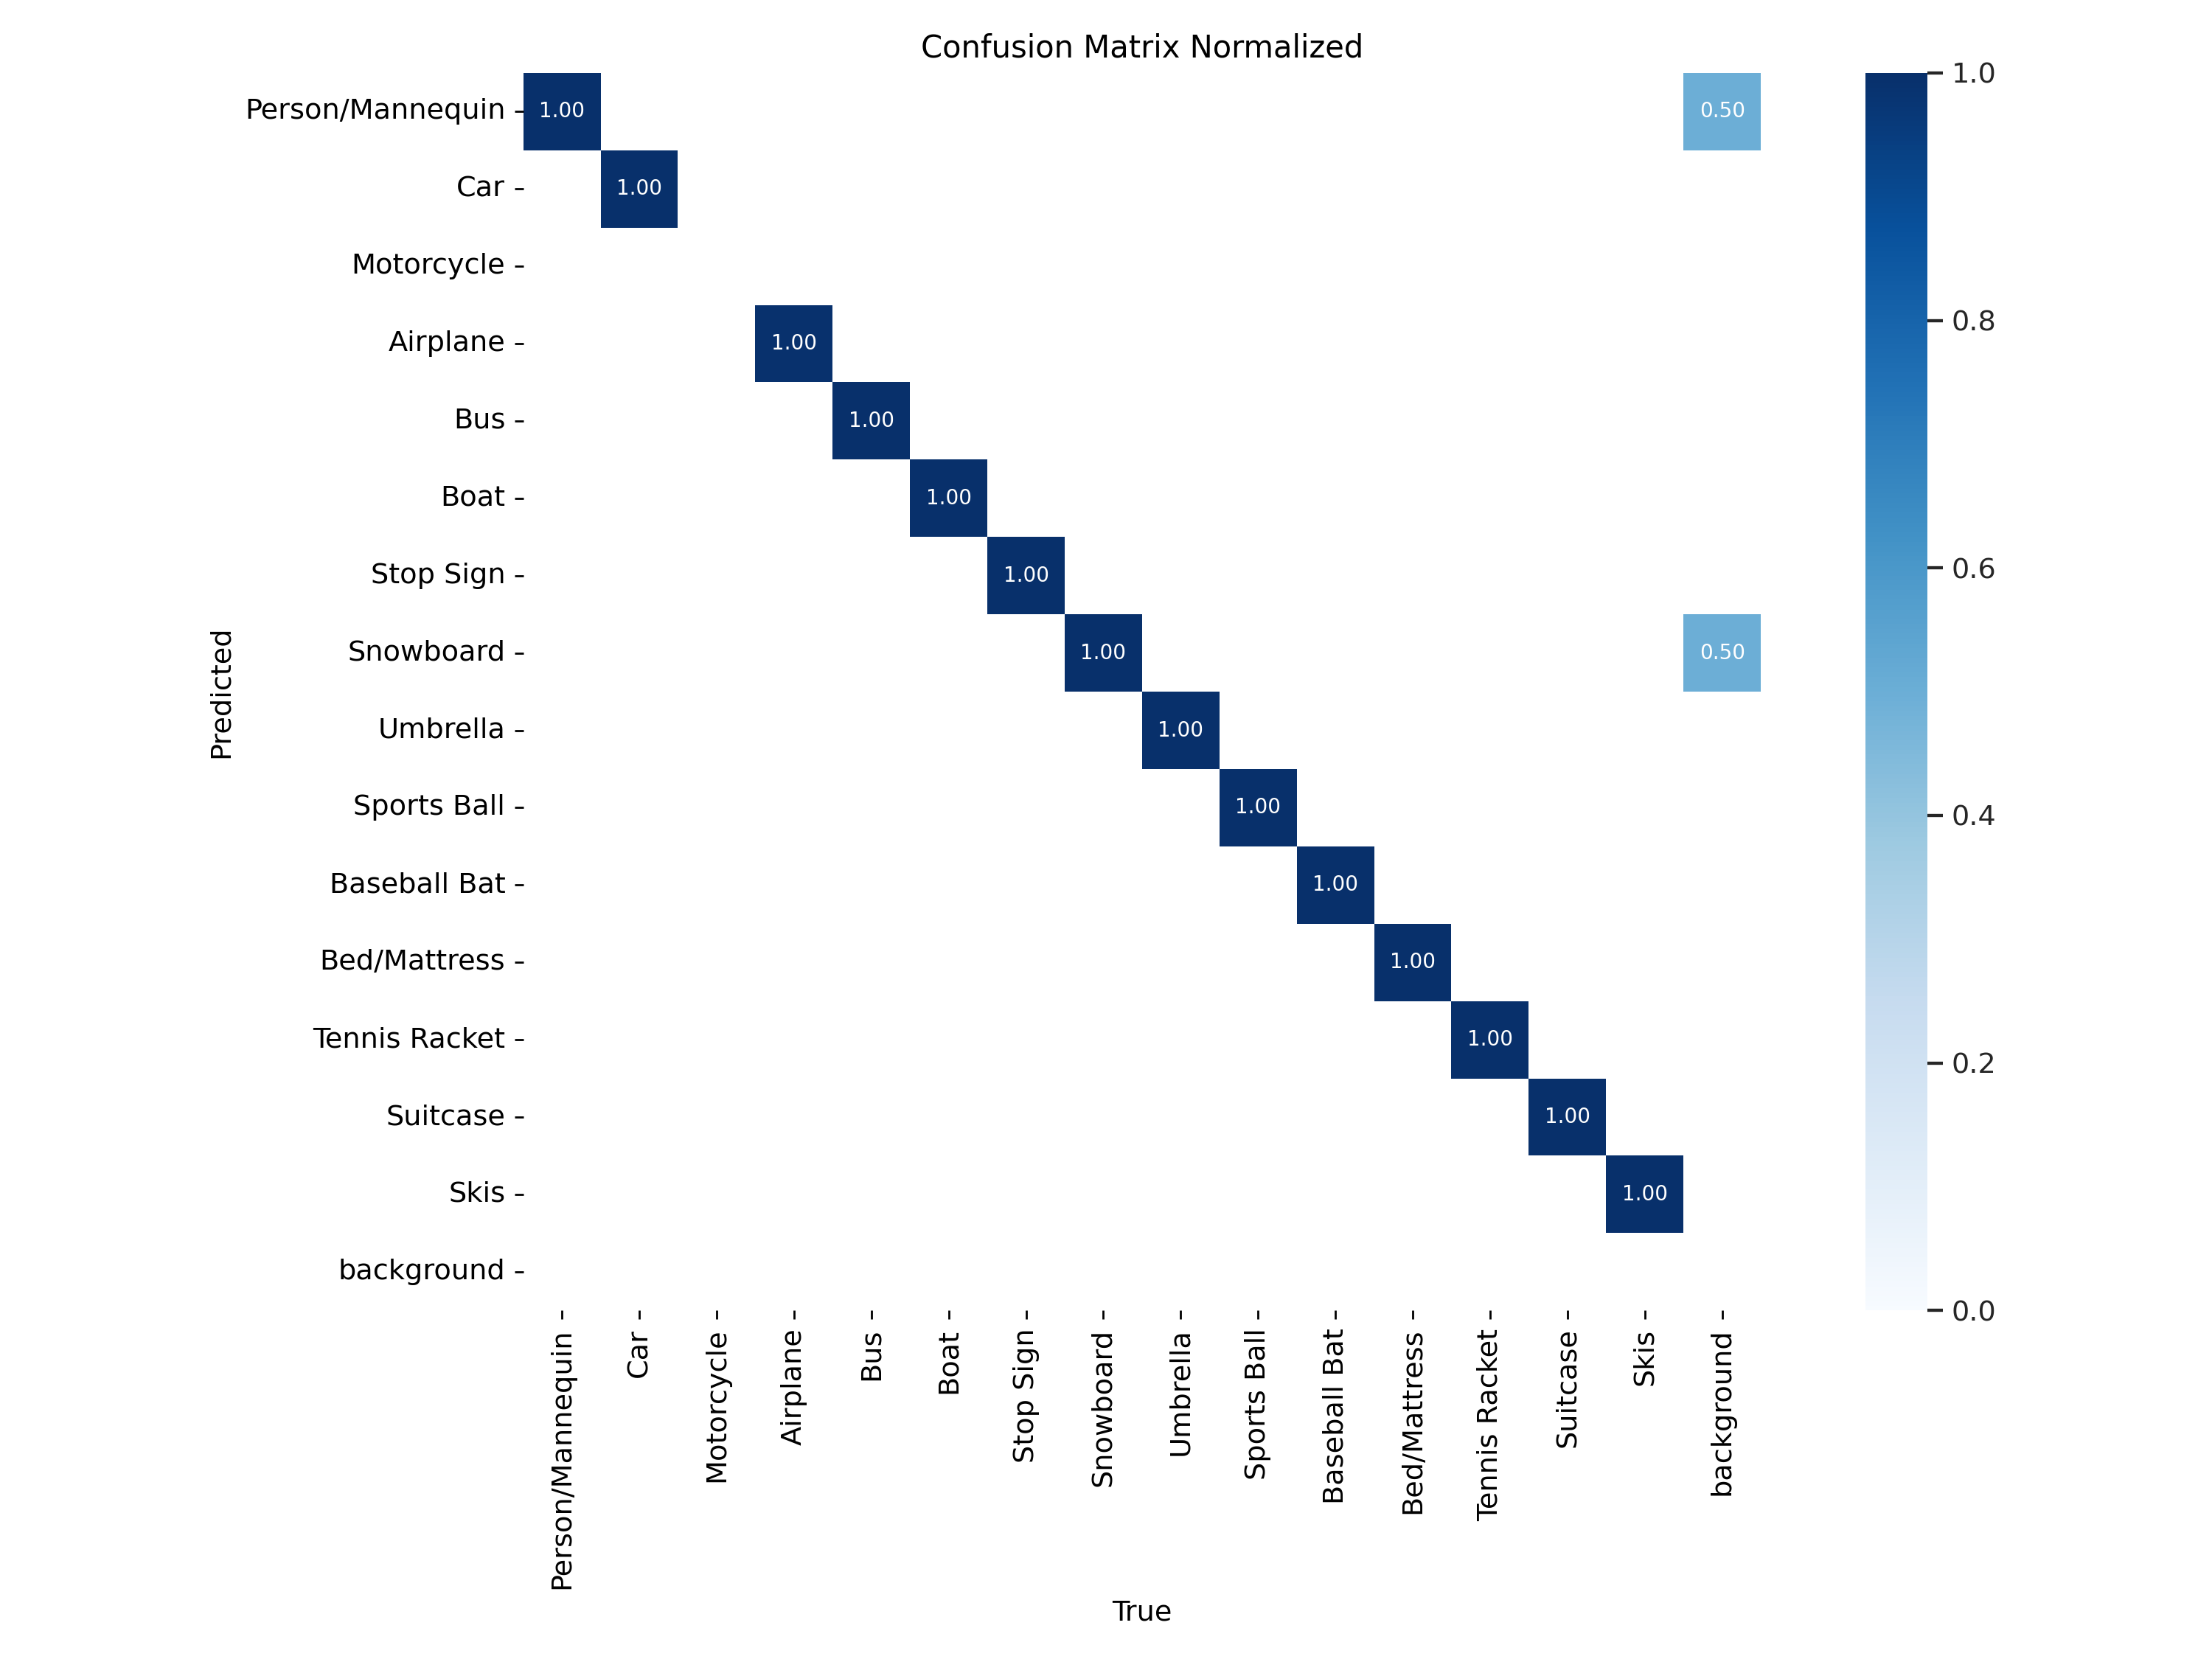 Confusion Matrix Normalized
Person/Mannequin
1.00
0.50
Car
1.00
Motorcycle
Airplane
1.00
Bus
1.00
Boat
1.00
Stop Sign
1.00
Snowboard
1.00
0.50
Umbrella
1.00
Sports Ball
1.00
Baseball Bat
1.00
Bed/Mattress
1.00
Tennis Racket
1.00
Suitcase
1.00
Skis
1.00
background
Predicted
Person/Mannequin
Car
Motorcycle
Airplane
Bus
Boat
Stop Sign
Snowboard
Umbrella
Sports Ball
Baseball Bat
Bed/Mattress
Tennis Racket
Suitcase
Skis
background
True
1.0
0.8
0.6
0.4
0.2
0.0